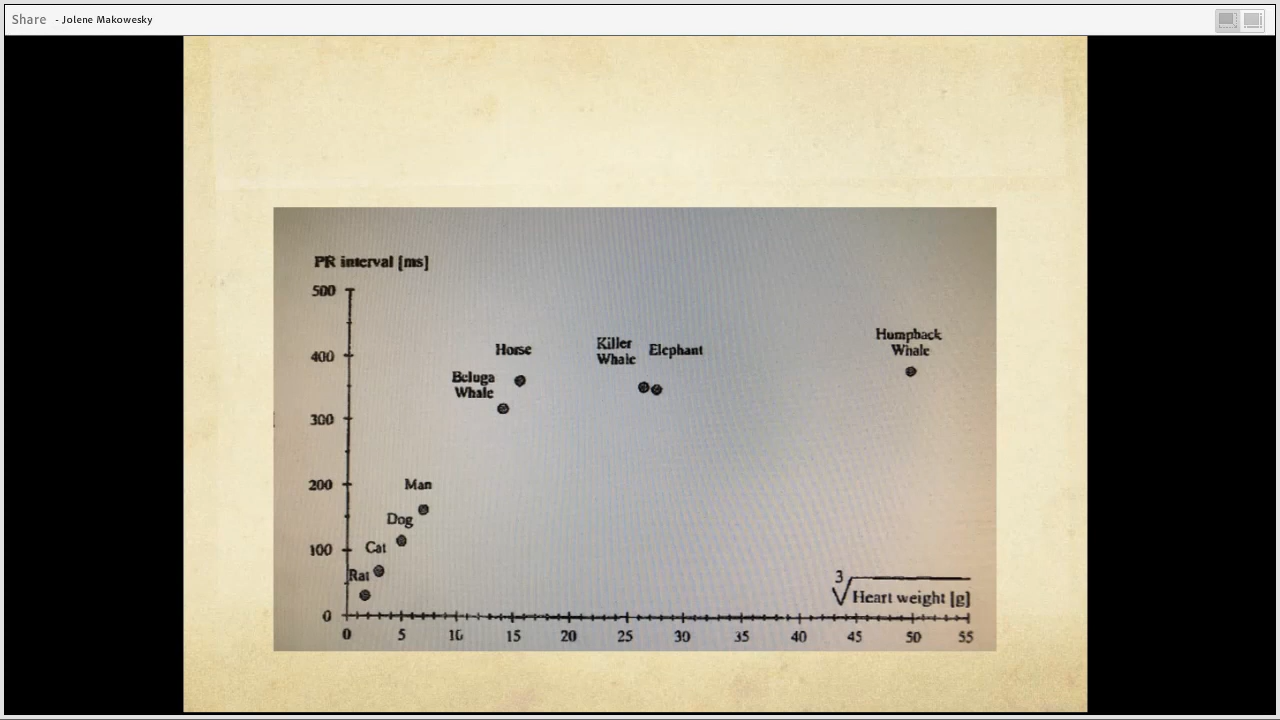 Share - Jolene Makowesky
PR interval [ms]
500
400
300
200
100
0
Horse
Killer
Whale
Elephant
Humpback
Whale
Beluga
Whale
Man
Dog
Cat
Rat
3√Heart weight [g]
0 5 10 15 20 25 30 35 40 45 50 55